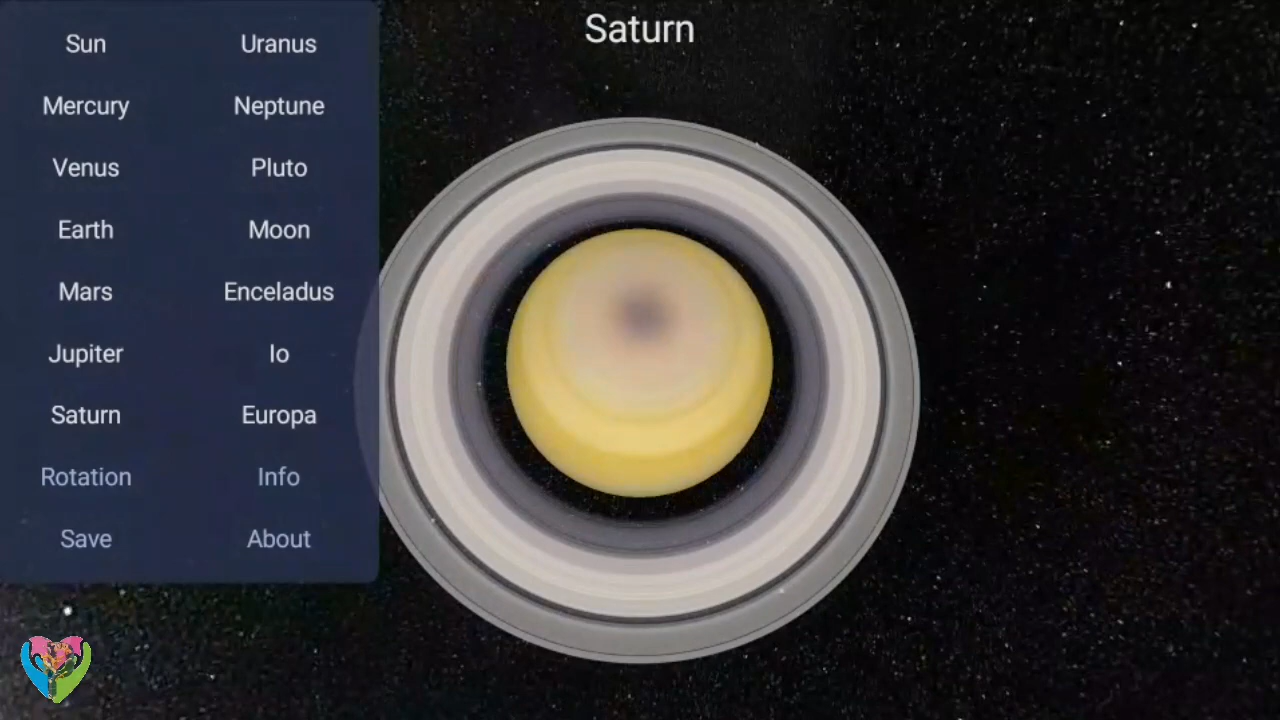 Saturn
Sun
Mercury
Venus
Earth
Mars
Jupiter
Saturn
Rotation
Save
Uranus
Neptune
Pluto
Moon
Enceladus
Io
Europa
Info
About